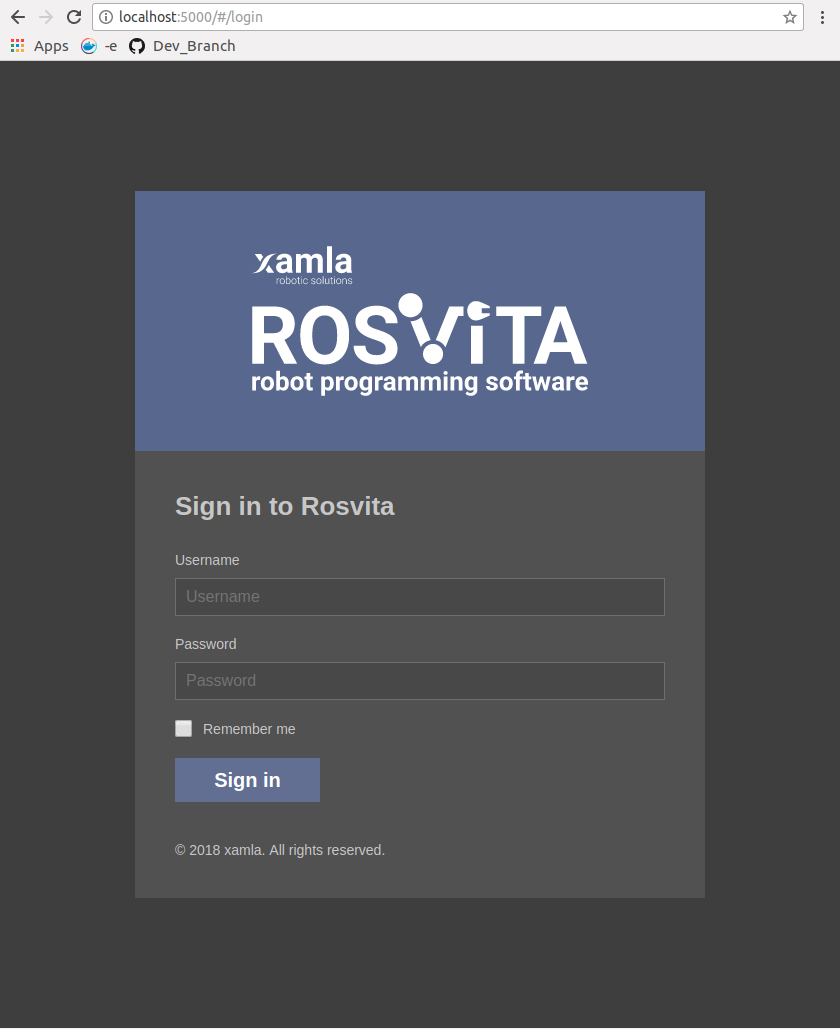 localhost:5000/#/login
Apps -e Dev_Branch
xamla
robotic solutions
ROSViTA
robot programming software
Sign in to Rosvita
Username
Username
Password
Password
Remember me
Sign in
© 2018 xamla. All rights reserved.